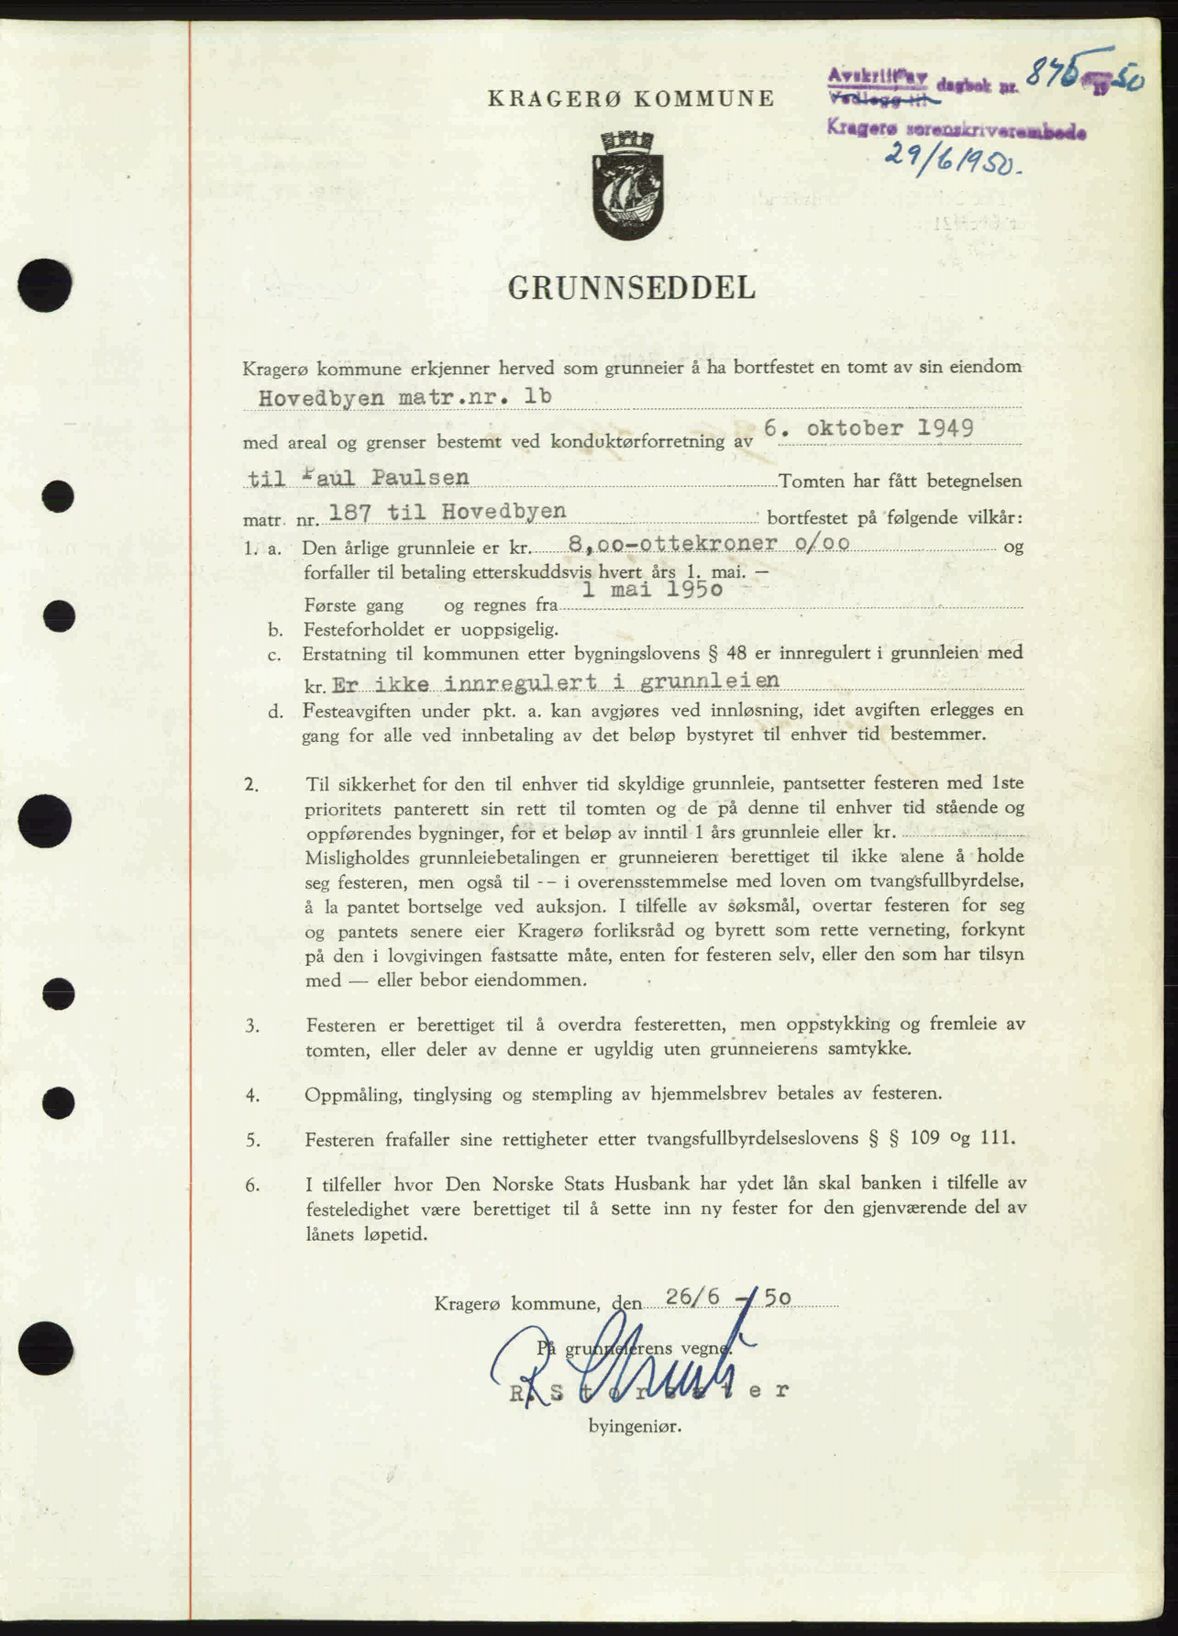 Avskrift av dagbok nr. 875 1950
Vedlegg til
Kragerø sorenskriverembede
29/6 1950.
KRAGERØ KOMMUNE
GRUNNSEDDEL
Kragerø kommune erkjenner herved som grunneier å ha bortfestet en tomt av sin eiendom
Hovedbyen matr.nr. 1b
med areal og grenser bestemt ved konduktørforretning av 6. oktober 1949
til Paul Paulsen Tomten har fått betegnelsen
matr. nr. 187 til Hovedbyen bortfestet på følgende vilkår:
1. a. Den årlige grunnleie er kr. 8,00-ottekroner o/oo og
forfaller til betaling etterskuddsvis hvert års 1. mai. —
Første gang og regnes fra 1 mai 1950
b. Festeforholdet er uoppsigelig.
c. Erstatning til kommunen etter bygningslovens § 48 er innregulert i grunnleien med
kr. Er ikke innregulert i grunnleien
d. Festeavgiften under pkt. a. kan avgjøres ved innløsning, idet avgiften erlegges en
gang for alle ved innbetaling av det beløp bystyret til enhver tid bestemmer.
2. Til sikkerhet for den til enhver tid skyldige grunnleie, pantsetter festeren med 1ste
prioritets panterett sin rett til tomten og de på denne til enhver tid stående og
oppførendes bygninger, for et beløp av inntil 1 års grunnleie eller kr.
Misligholdes grunnleiebetalingen er grunneieren berettiget til ikke alene å holde
seg festeren, men også til -- i overensstemmelse med loven om tvangsfullbyrdelse,
å la pantet bortselge ved auksjon. I tilfelle av søksmål, overtar festeren for seg
og pantets senere eier Kragerø forliksråd og byrett som rette verneting, forkynt
på den i lovgivingen fastsatte måte, enten for festeren selv, eller den som har tilsyn
med — eller bebor eiendommen.
3. Festeren er berettiget til å overdra festeretten, men oppstykking og fremleie av
tomten, eller deler av denne er ugyldig uten grunneierens samtykke.
4. Oppmåling, tinglysing og stempling av hjemmelsbrev betales av festeren.
5. Festeren frafaller sine rettigheter etter tvangsfullbyrdelseslovens § § 109 og 111.
6. I tilfeller hvor Den Norske Stats Husbank har ydet lån skal banken i tilfelle av
festeledighet være berettiget til å sette inn ny fester for den gjenværende del av
lånets løpetid.
Kragerø kommune, den 26/6 - 50
På grunneierens vegne.
R. Storsæter
byingeniør.